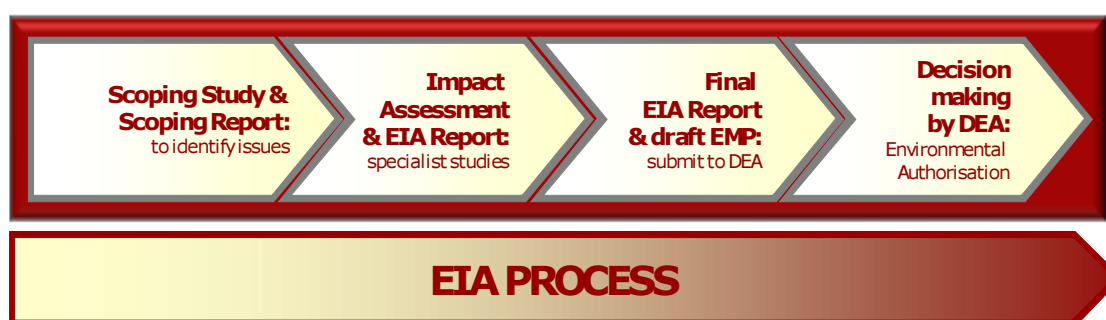 Scoping Study &
Scoping Report:
to identify issues
Impact
Assessment
& EIA Report:
specialist studies
Final
EIA Report
& draft EMP:
submit to DEA
Decision
making
by DEA:
Environmental
Authorisation
EIA PROCESS